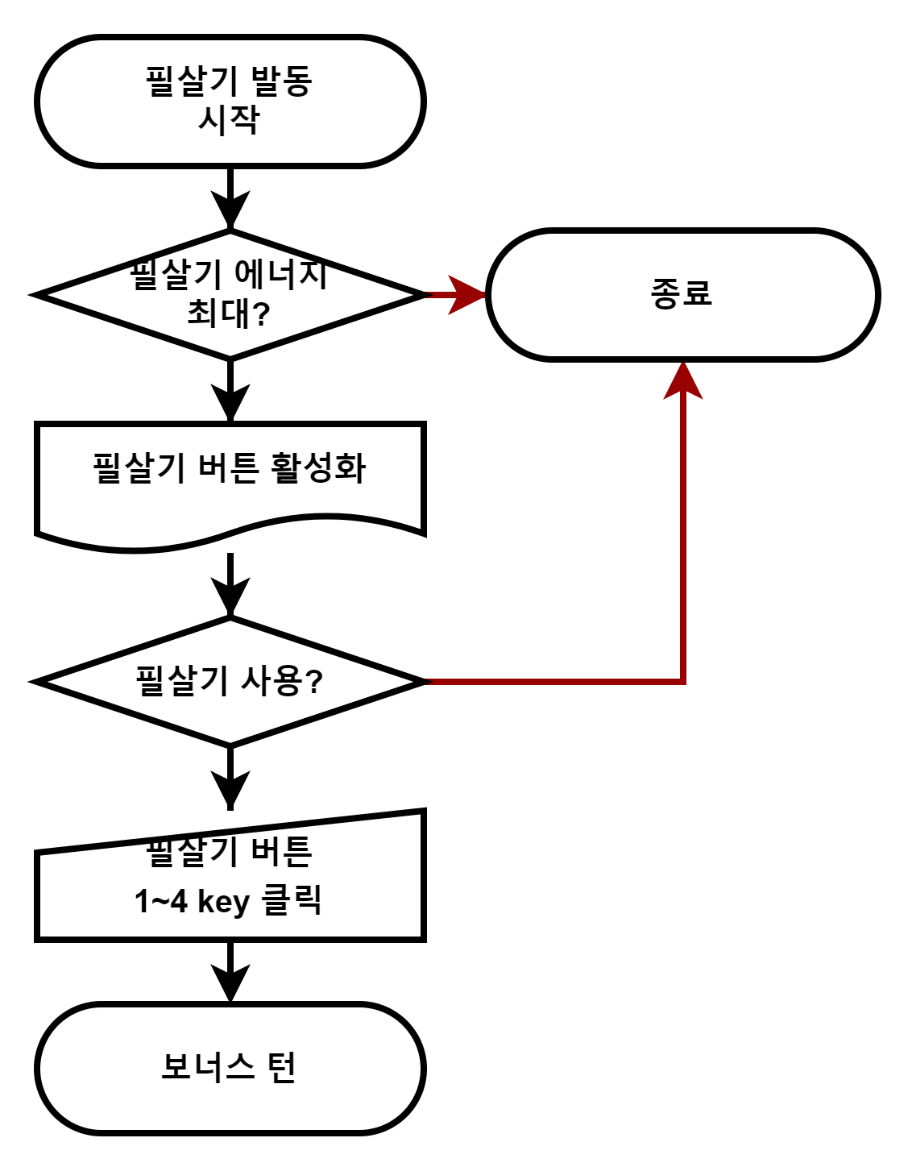 필살기 발동
시작
필살기 에너지
최대?
종료
필살기 버튼 활성화
필살기 사용?
필살기 버튼
1~4 key 클릭
보너스 턴